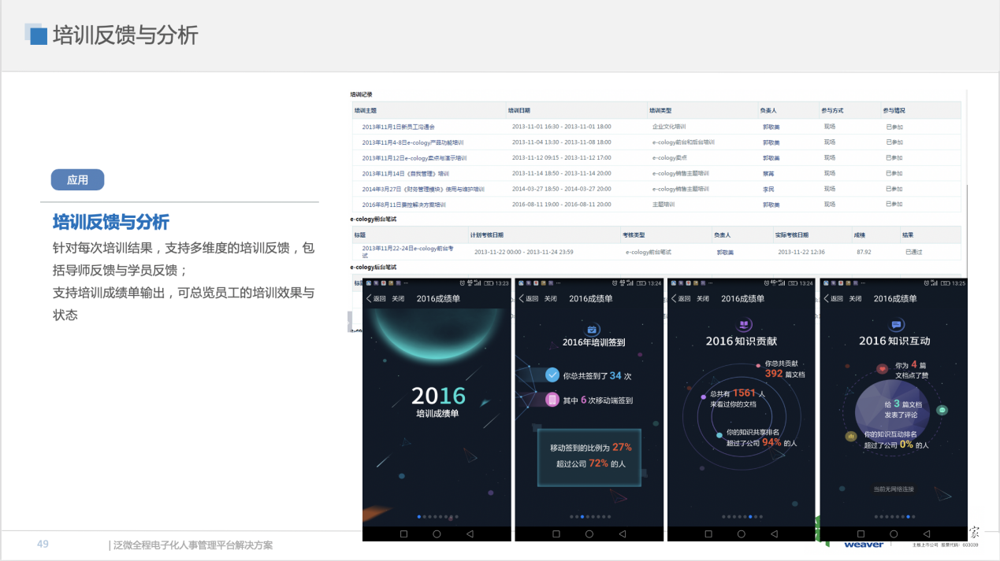 培训反馈与分析
应用
培训反馈与分析
针对每次培训结果，支持多维度的培训反馈，包
括导师反馈与学员反馈；
支持培训成绩单输出，可总览员工的培训效果与
状态
培训记录
培训主题 培训日期 培训类型 负责人 参与方式 参与情况
2013年11月1日新员工沟通会 2013-11-01 16:30 - 2013-11-01 18:00 企业文化培训 郭敬美 现场 已参加
2013年11月4-8日e-cology产品功能培训 2013-11-04 13:30 - 2013-11-08 18:00 e-cology前台和后台培训 郭敬美 现场 已参加
2013年11月12日e-cology卖点与演示培训 2013-11-12 09:15 - 2013-11-12 17:00 e-cology卖点 郭敬美 现场 已参加
2013年11月14日《自我管理》培训 2013-11-14 18:50 - 2013-11-14 20:00 e-cology销售主题培训 现场 已参加
2014年3月27日《财务管理模块》使用与维护培训 2014-03-27 18:50 - 2014-03-27 20:00 e-cology销售主题培训 李民 现场 已参加
2016年8月11日费控解决方案培训 2016-08-11 19:00 - 2016-08-11 20:00 主题培训 郭敬美 现场 已参加
e-cology前台笔试
标题 计划考核日期 考核类型 负责人 实际考核日期 成绩 结果
2013年11月22-24日e-cology前台考
试 2013-11-22 00:00 - 2013-11-24 23:59 e-cology前台笔试 郭敬美 2013-11-22 12:36 87.92 已通过
e-cology后台笔试
13:23
返回 关闭 2016成绩单
2016
培训成绩单
13:24
返回 关闭 2016成绩单
2016年培训签到
你总共签到了 34 次
其中 6 次移动端签到
移动签到的比例为 27%
超过公司 72% 的人
13:24
返回 关闭 2016成绩单
2016 知识贡献
你总共贡献
392 篇文档
总共有 1561 人
来看过你的文档
你的知识共享排名
超过了公司 94% 的人
13:25
返回 关闭 2016成绩单
2016 知识互动
你为 4 篇
文档点了赞
给 3 篇文档
发表了评论
你的知识互动排名
超过了公司 0% 的人
当前无网络连接
49
| 泛微全程电子化人事管理平台解决方案
weaver
家
主板上市公司 股票代码：603039